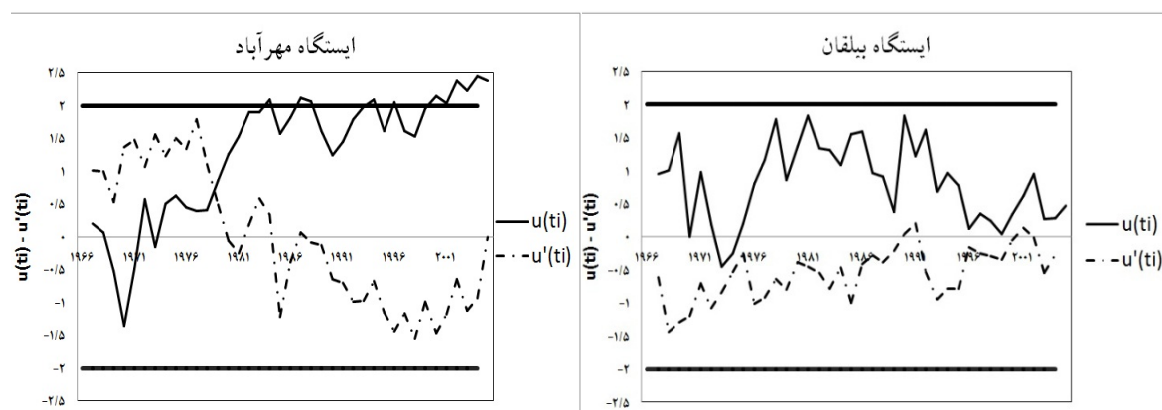 ایستگاه مهرآباد
۲/۵
۲
۱/۵
۱
۰/۵
۰
-۰/۵
-۱
-۱/۵
-۲
-۲/۵
u(ti) - u'(ti)
۱۹۶۶ ۱۹۷۱ ۱۹۷۶ ۱۹۸۱ ۱۹۸۶ ۱۹۹۱ ۱۹۹۶ ۲۰۰۱
u(ti)
u'(ti)
ایستگاه بیلقان
۲/۵
۲
۱/۵
۱
۰/۵
۰
-۰/۵
-۱
-۱/۵
-۲
-۲/۵
u(ti) - u'(ti)
۱۹۶۶ ۱۹۷۱ ۱۹۷۶ ۱۹۸۱ ۱۹۸۶ ۱۹۹۱ ۱۹۹۶ ۲۰۰۱
u(ti)
u'(ti)